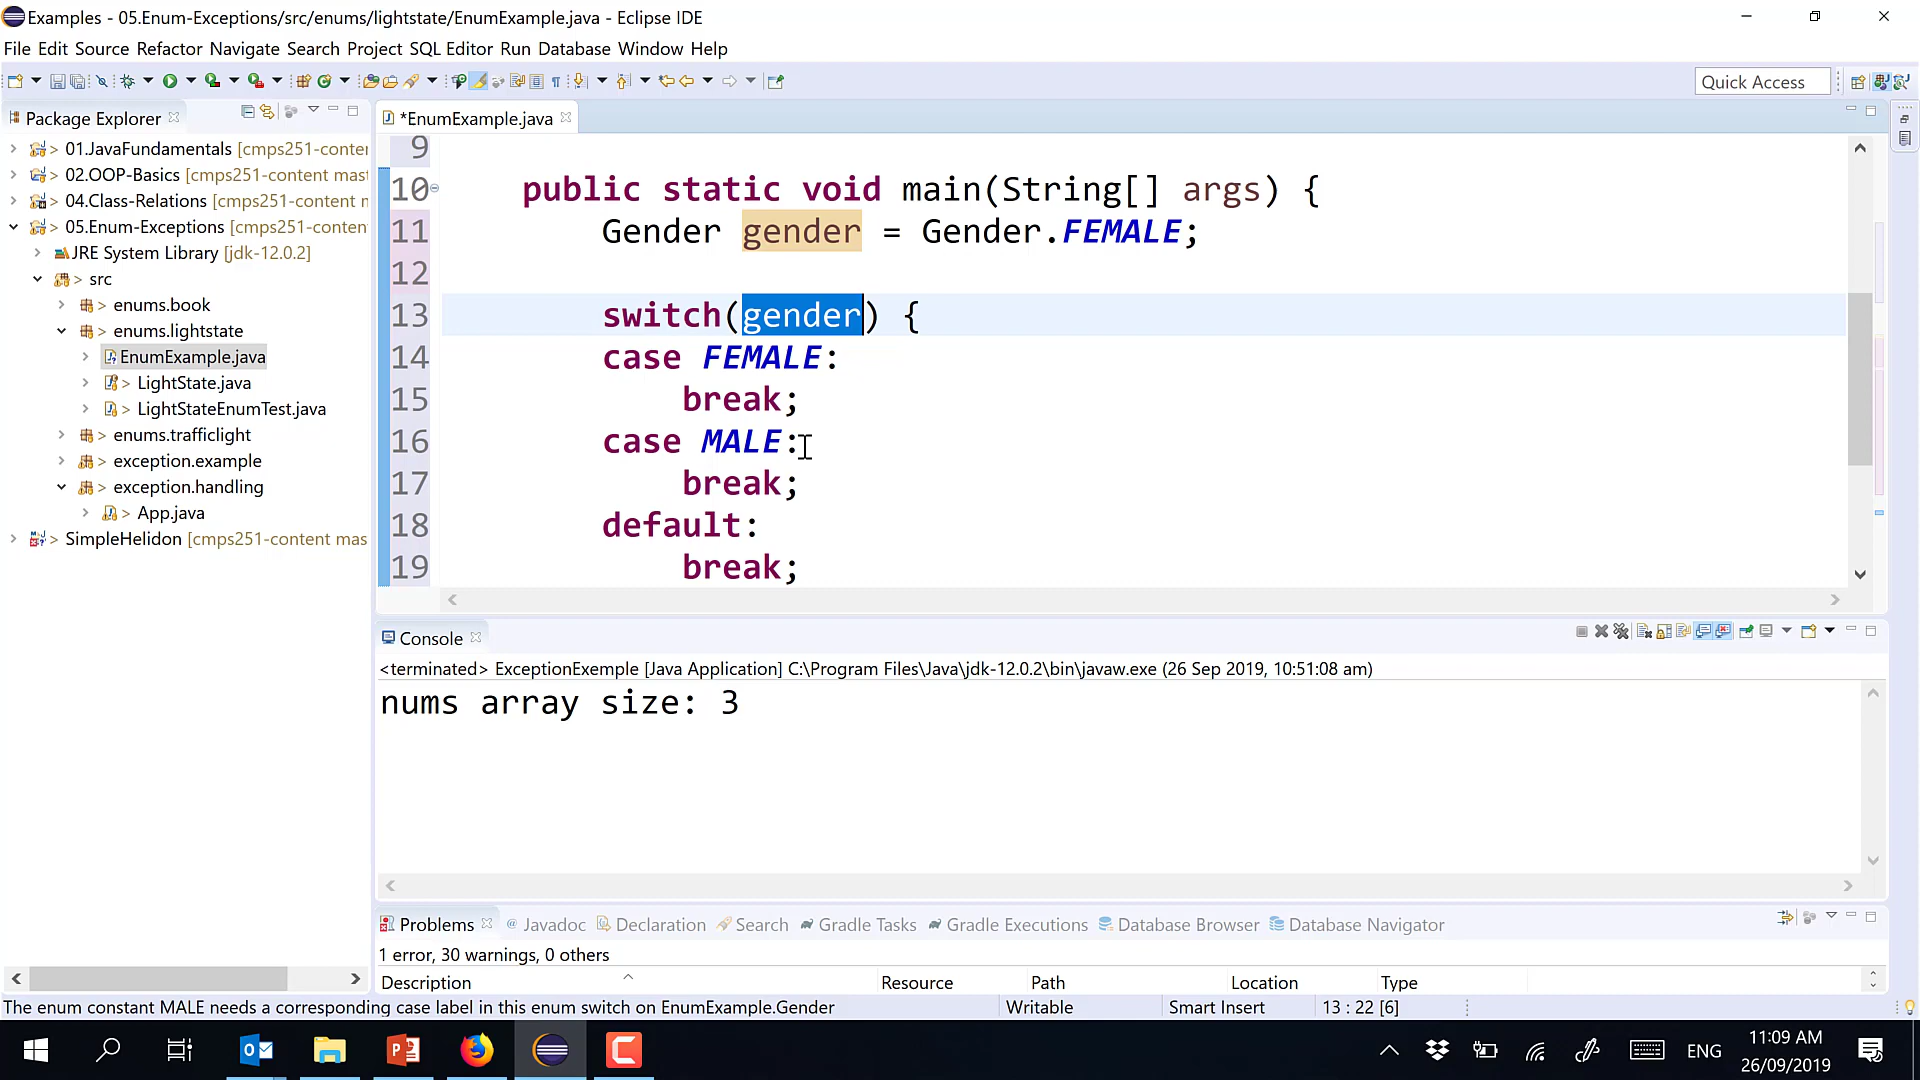 Examples - 05.Enum-Exceptions/src/enums/lightstate/EnumExample.java - Eclipse IDE
File Edit Source Refactor Navigate Search Project SQL Editor Run Database Window Help
Quick Access
Package Explorer
*EnumExample.java
> 01.JavaFundamentals [cmps251-conter
> 02.OOP-Basics [cmps251-content mast
> 04.Class-Relations [cmps251-content n
> 05.Enum-Exceptions [cmps251-conten
JRE System Library [jdk-12.0.2]
> src
> enums.book
> enums.lightstate
EnumExample.java
> LightState.java
> LightStateEnumTest.java
> enums.trafficlight
> exception.example
> exception.handling
> App.java
> SimpleHelidon [cmps251-content mas
9
10 public static void main(String[] args) {
11 Gender gender = Gender.FEMALE;
12
13 switch(gender) {
14 case FEMALE:
15 break;
16 case MALE:
17 break;
18 default:
19 break;
Console
<terminated> ExceptionExemple [Java Application] C:\Program Files\Java\jdk-12.0.2\bin\javaw.exe (26 Sep 2019, 10:51:08 am)
nums array size: 3
Problems @ Javadoc Declaration Search Gradle Tasks Gradle Executions Database Browser Database Navigator
1 error, 30 warnings, 0 others
Description Resource Path Location Type
The enum constant MALE needs a corresponding case label in this enum switch on EnumExample.Gender Writable Smart Insert 13 : 22 [6]
ENG
11:09 AM
26/09/2019